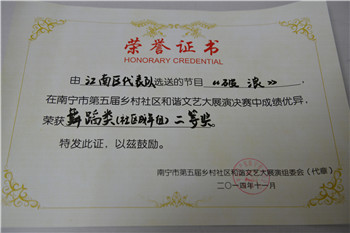 荣誉证书
HONORARY CREDENTIAL
由江南区代表队选送的节目《破浪》,
在南宁市第五届乡村社区和谐文艺大展演决赛中成绩优异,
荣获舞蹈类(社区成年组)二等奖。
特发此证,以兹鼓励。
南宁市第五届乡村社区和谐文艺大展演组委会(代章)
二〇一四年十一月